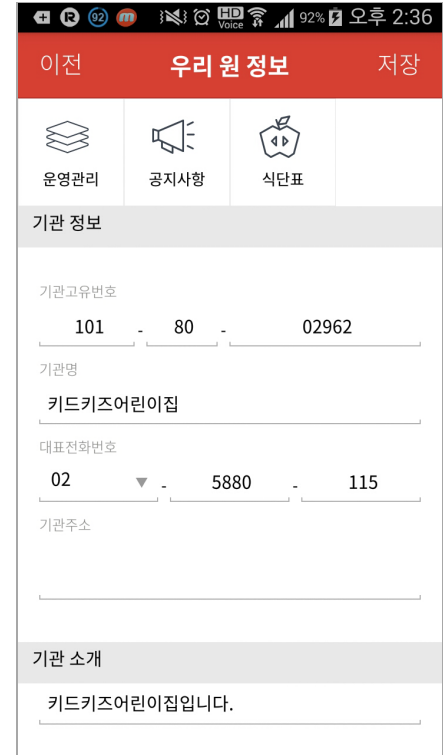 92 HD Voice 92% 오후 2:36
이전 우리 원 정보 저장
운영관리 공지사항 식단표
기관 정보
기관고유번호
101 - 80 - 02962
기관명
키드키즈어린이집
대표전화번호
02 ▼ - 5880 - 115
기관주소
기관 소개
키드키즈어린이집입니다.